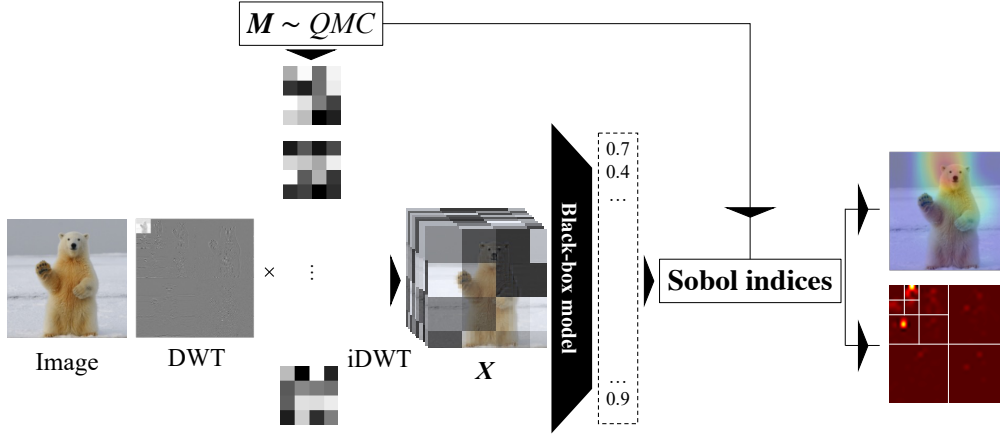 M ~ QMC
Image
DWT
×
⋮
iDWT
X
Black-box model
0.7
0.4
...
...
0.9
Sobol indices